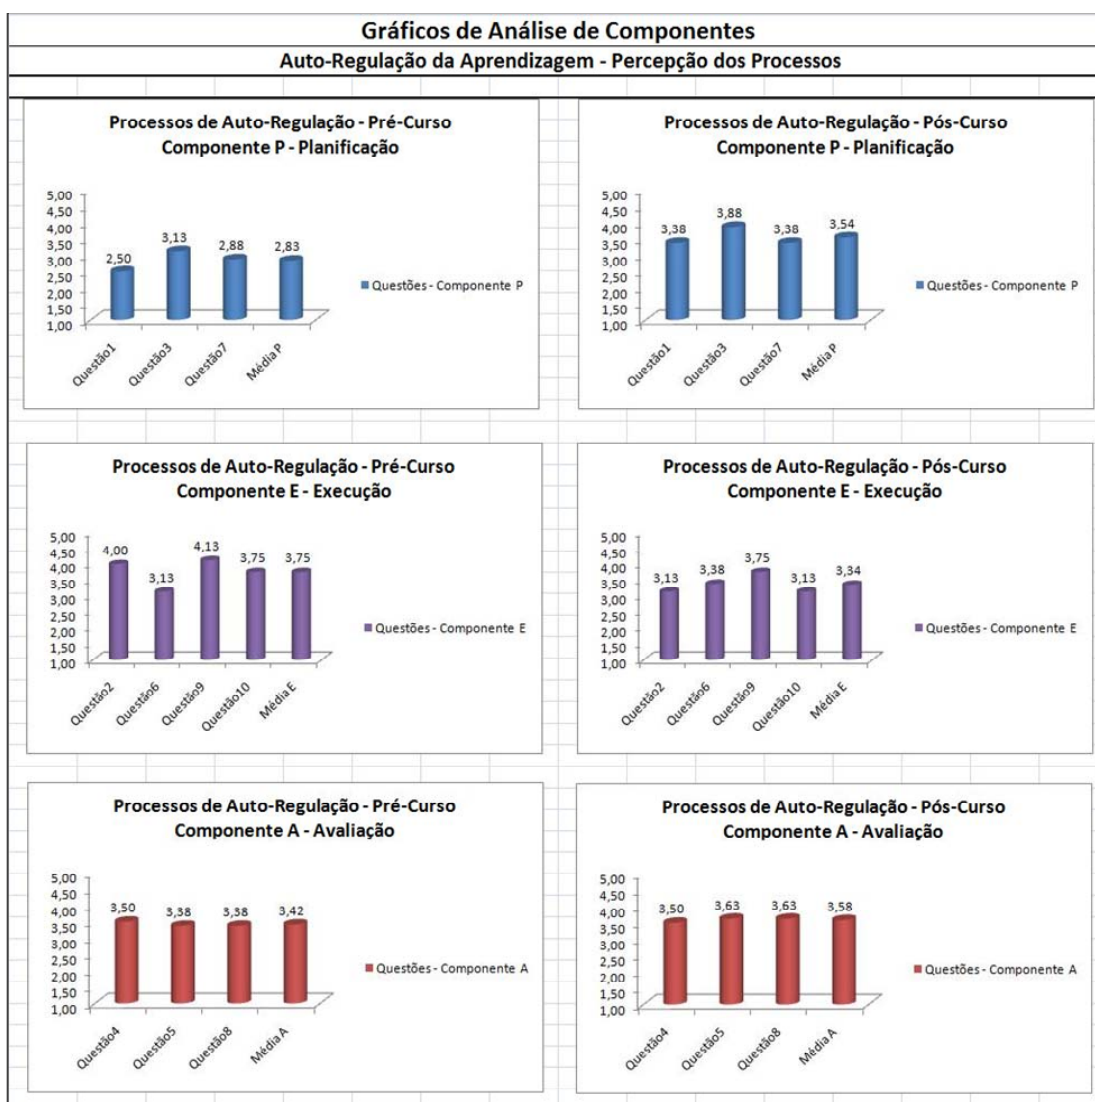 Gráficos de Análise de Componentes
Auto-Regulação da Aprendizagem - Percepção dos Processos
Processos de Auto-Regulação - Pré-Curso
Componente P - Planificação
5,00
4,50
4,00
3,50
3,00
2,50
2,00
1,50
1,00
2,50
3,13
2,88
2,83
Questão1
Questão3
Questão7
Média P
Questões - Componente P
Processos de Auto-Regulação - Pós-Curso
Componente P - Planificação
5,00
4,50
4,00
3,50
3,00
2,50
2,00
1,50
1,00
3,38
3,88
3,38
3,54
Questão1
Questão3
Questão7
Média P
Questões - Componente P
Processos de Auto-Regulação - Pré-Curso
Componente E - Execução
5,00
4,50
4,00
3,50
3,00
2,50
2,00
1,50
1,00
4,00
3,13
4,13
3,75
3,75
Questão2
Questão6
Questão9
Questão10
Média E
Questões - Componente E
Processos de Auto-Regulação - Pós-Curso
Componente E - Execução
5,00
4,50
4,00
3,50
3,00
2,50
2,00
1,50
1,00
3,13
3,38
3,75
3,13
3,34
Questão2
Questão6
Questão9
Questão10
Média E
Questões - Componente E
Processos de Auto-Regulação - Pré-Curso
Componente A - Avaliação
5,00
4,50
4,00
3,50
3,00
2,50
2,00
1,50
1,00
3,50
3,38
3,38
3,42
Questão4
Questão5
Questão8
Média A
Questões - Componente A
Processos de Auto-Regulação - Pós-Curso
Componente A - Avaliação
5,00
4,50
4,00
3,50
3,00
2,50
2,00
1,50
1,00
3,50
3,63
3,63
3,58
Questão4
Questão5
Questão8
Média A
Questões - Componente A